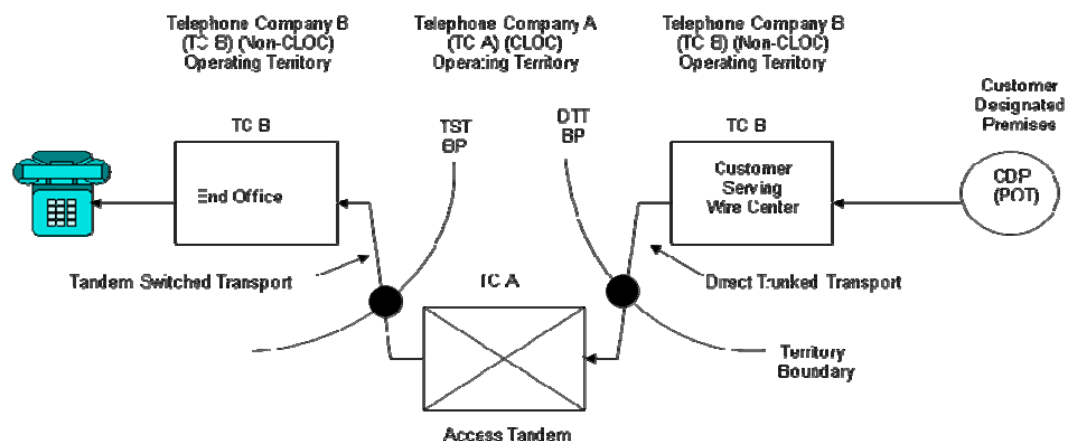 Telephone Company B
(TC B) (Non-CLOC)
Operating Territory
Telephone Company A
(TC A) (CLOC)
Operating Territory
Telephone Company B
(TC B) (Non-CLOC)
Operating Territory
Customer
Designated
Premises
TC B
TST
BP
DTT
BP
TC B
End Office
Customer
Serving
Wire Center
CDP
(POT)
Tandem Switched Transport
TC A
Direct Trunked Transport
Territory
Boundary
Access Tandem